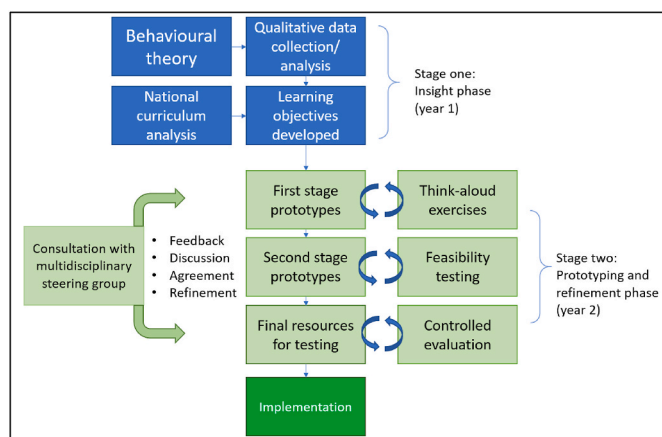 Behavioural
theory
Qualitative data
collection/
analysis
National
curriculum
analysis
Learning
objectives
developed
Stage one:
Insight phase
(year 1)
First stage
prototypes
Think-aloud
exercises
Consultation with
multidisciplinary
steering group
• Feedback
• Discussion
• Agreement
• Refinement
Second stage
prototypes
Feasibility
testing
Stage two:
Prototyping and
refinement phase
(year 2)
Final resources
for testing
Controlled
evaluation
Implementation